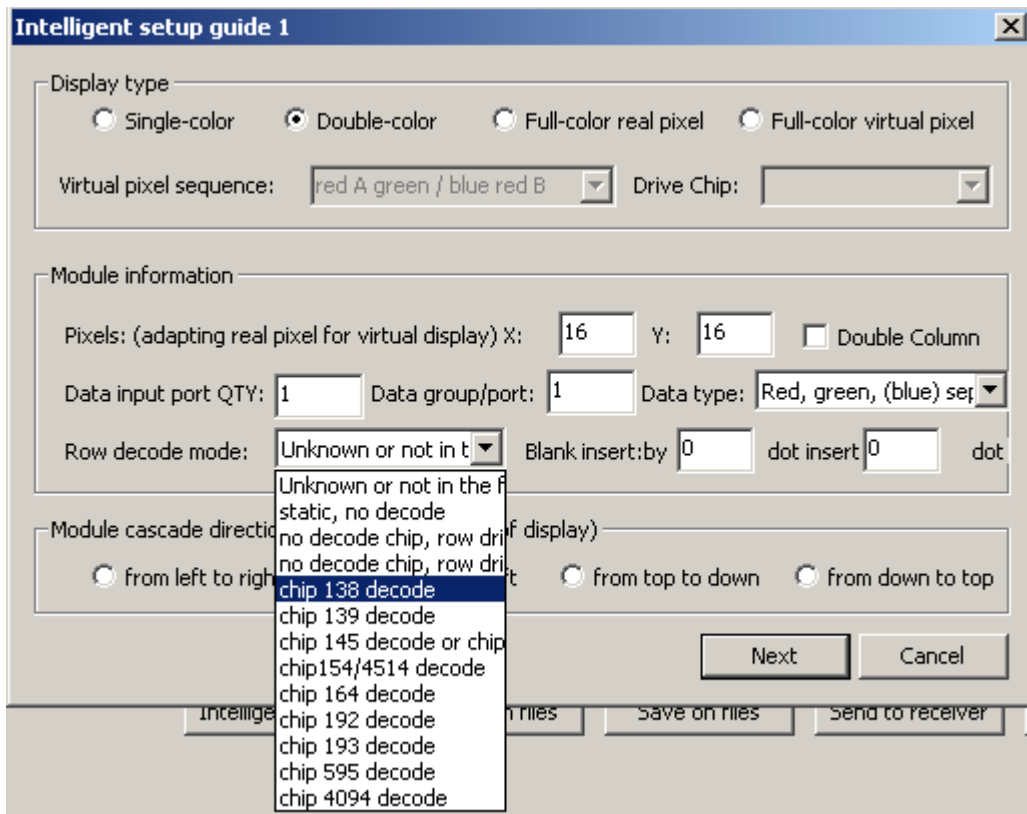 Intelligent setup guide 1
Display type
Single-color Double-color Full-color real pixel Full-color virtual pixel
Virtual pixel sequence: red A green / blue red B Drive Chip:
Module information
Pixels: (adapting real pixel for virtual display) X: 16 Y: 16 Double Column
Data input port QTY: 1 Data group/port: 1 Data type: Red, green, (blue)
Row decode mode: Unknown or not in Blank insert:by 0 dot insert 0 dot
Unknown or not in the
static, no decode
no decode chip, row
no decode chip, row
Module cascade display)
from left to from top to down from down to top
chip 138 decode
chip 139 decode
chip 145 decode or chip
chip154/4514 decode
chip 164 decode
chip 192 decode
chip 193 decode
chip 595 decode
chip 4094 decode
Next Cancel
files Save on files Send to receiver